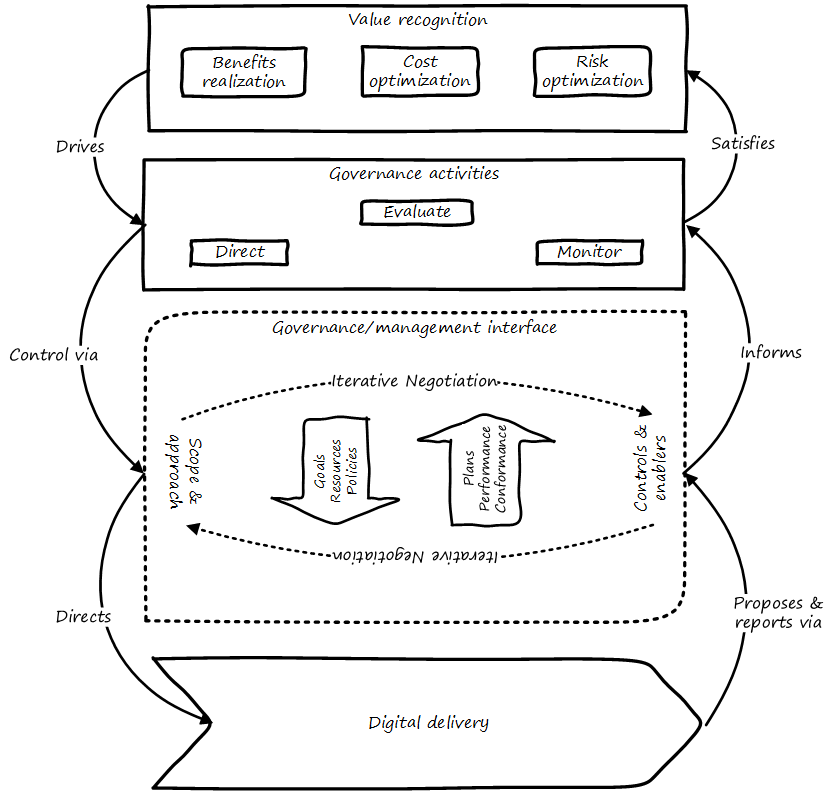 Value recognition
Benefits
realization
Cost
optimization
Risk
optimization
Drives
Satisfies
Governance activities
Evaluate
Direct
Monitor
Governance/management interface
Control via
Informs
Iterative Negotiation
Scope &
approach
Goals
Resources
Policies
Plans
Performance
Conformance
Controls &
enablers
Iterative Negotiation
Directs
Proposes &
reports via
Digital delivery